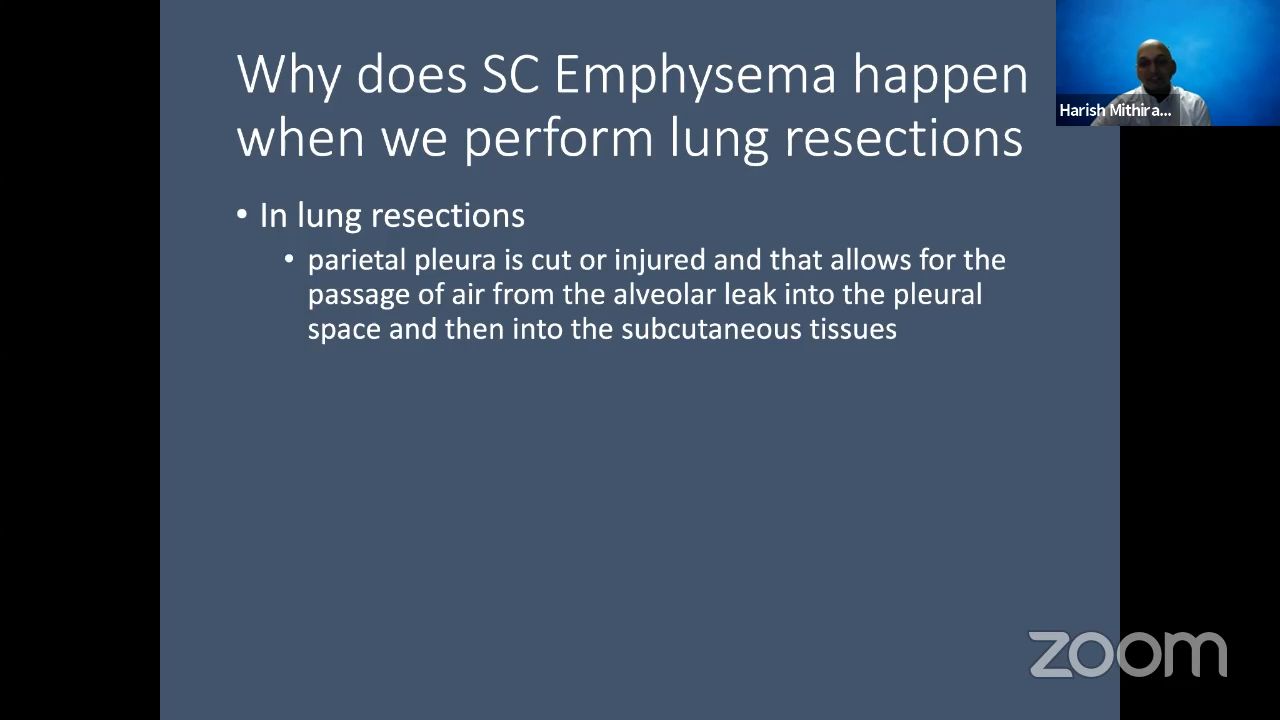 Why does SC Emphysema happen
when we perform lung resections
Harish Mithira...
• In lung resections
• parietal pleura is cut or injured and that allows for the
passage of air from the alveolar leak into the pleural
space and then into the subcutaneous tissues
zoom